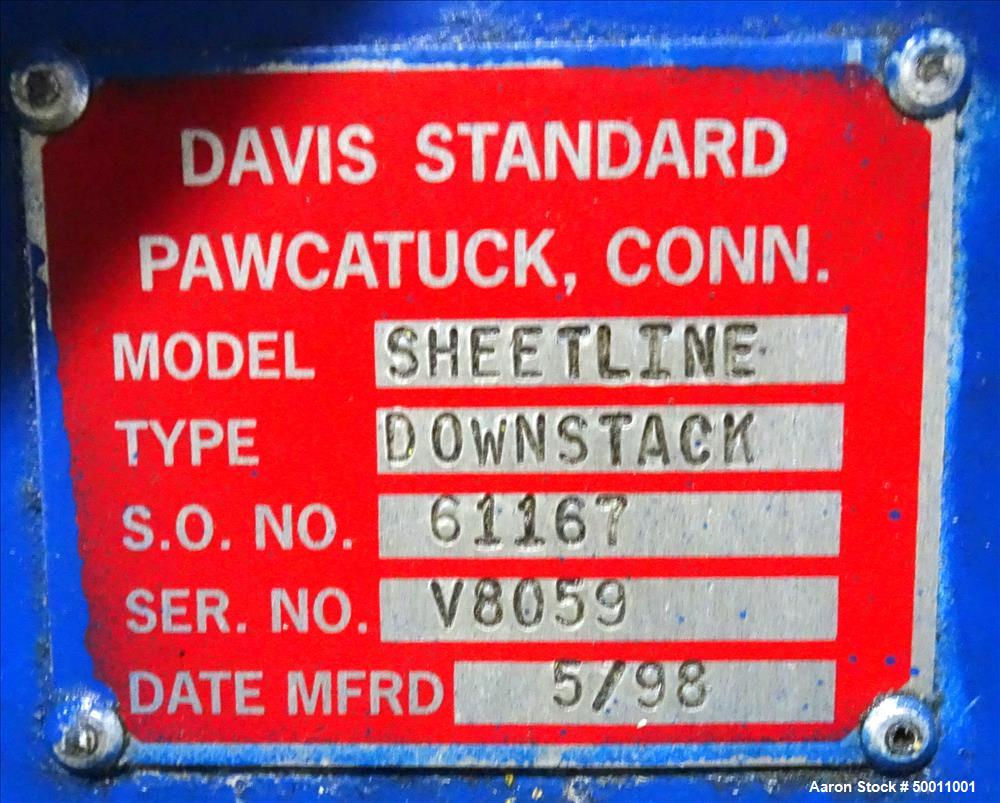 DAVIS STANDARD
PAWCATUCK, CONN.
MODEL SHEETLINE
TYPE DOWNSTACK
S.O. NO. 61167
SER. NO. V8059
DATE MFRD 5/98
Aaron Stock # 50011001